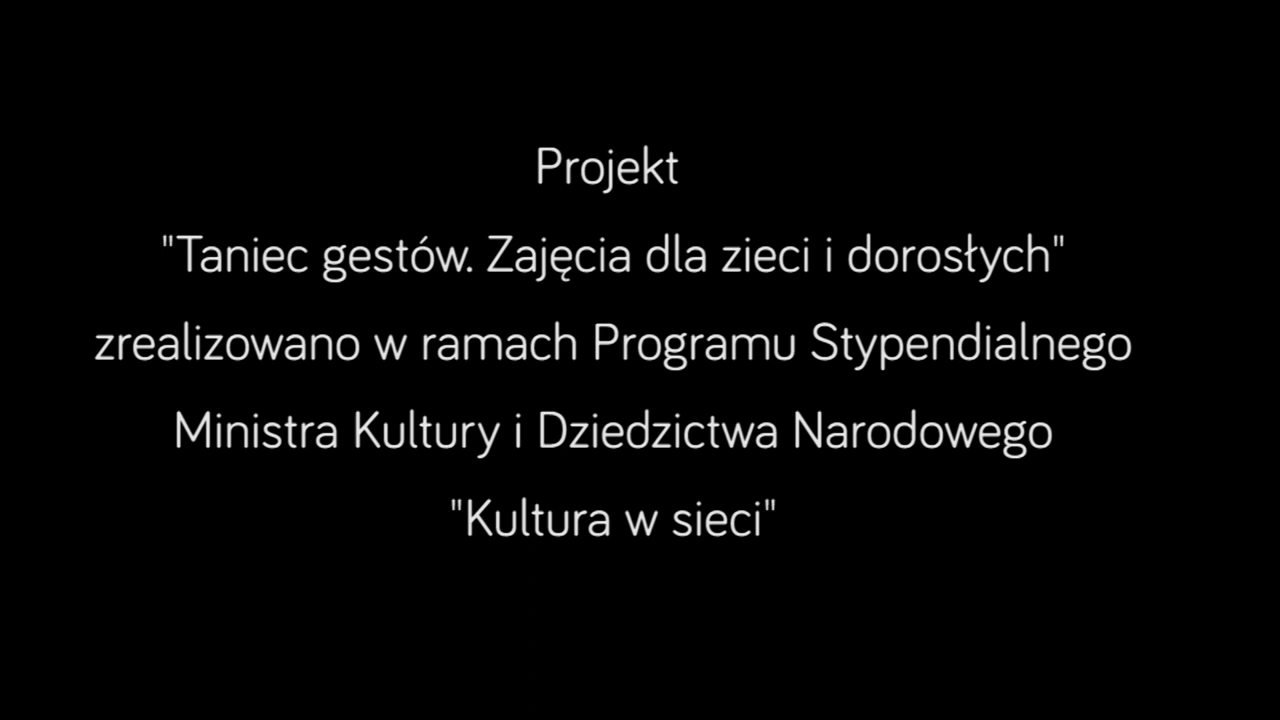 Projekt
"Taniec gestów. Zajęcia dla zieci i dorosłych"
zrealizowano w ramach Programu Stypendialnego
Ministra Kultury i Dziedzictwa Narodowego
"Kultura w sieci"